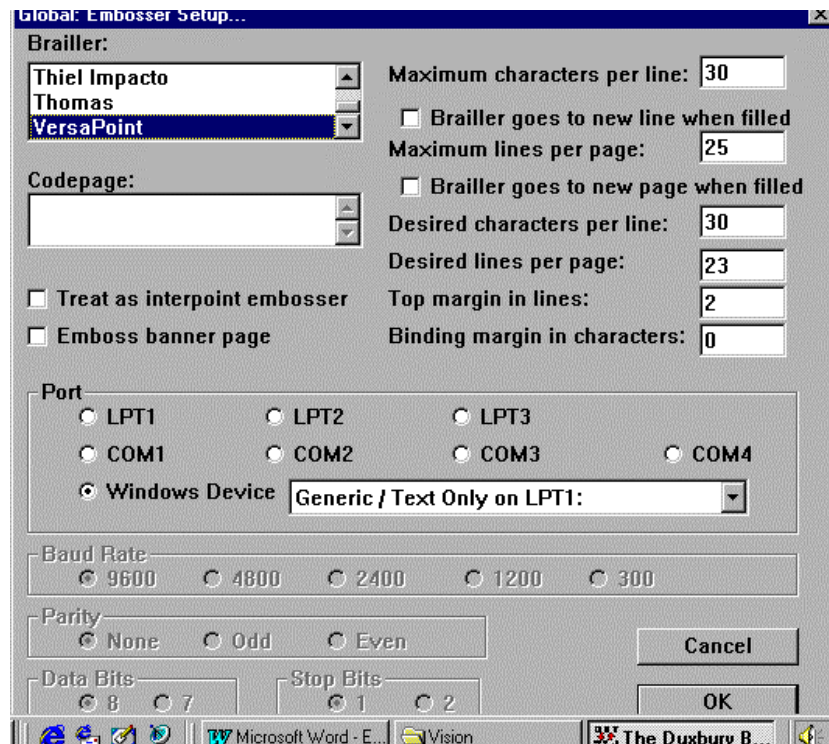 Global: Embosser Setup...
Brailler:
Thiel Impacto
Thomas
VersaPoint
Maximum characters per line: 30
Brailler goes to new line when filled
Maximum lines per page: 25
Codepage:
Brailler goes to new page when filled
Desired characters per line: 30
Desired lines per page: 23
Treat as interpoint embosser
Top margin in lines: 2
Emboss banner page
Binding margin in characters: 0
Port
LPT1 LPT2 LPT3
COM1 COM2 COM3 COM4
Windows Device Generic / Text Only on LPT1:
Baud Rate
9600 4800 2400 1200 300
Parity
None Odd Even
Cancel
Data Bits Stop Bits
8 7 1 2
OK
Microsoft Word - E... Vision The Duxbury B...